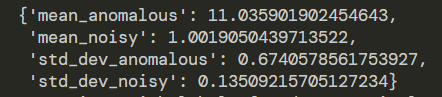 {'mean_anomalous': 11.035901902454643,
'mean_noisy': 1.0019050439713522,
'std_dev_anomalous': 0.6740578561753927,
'std_dev_noisy': 0.13509215705127234}